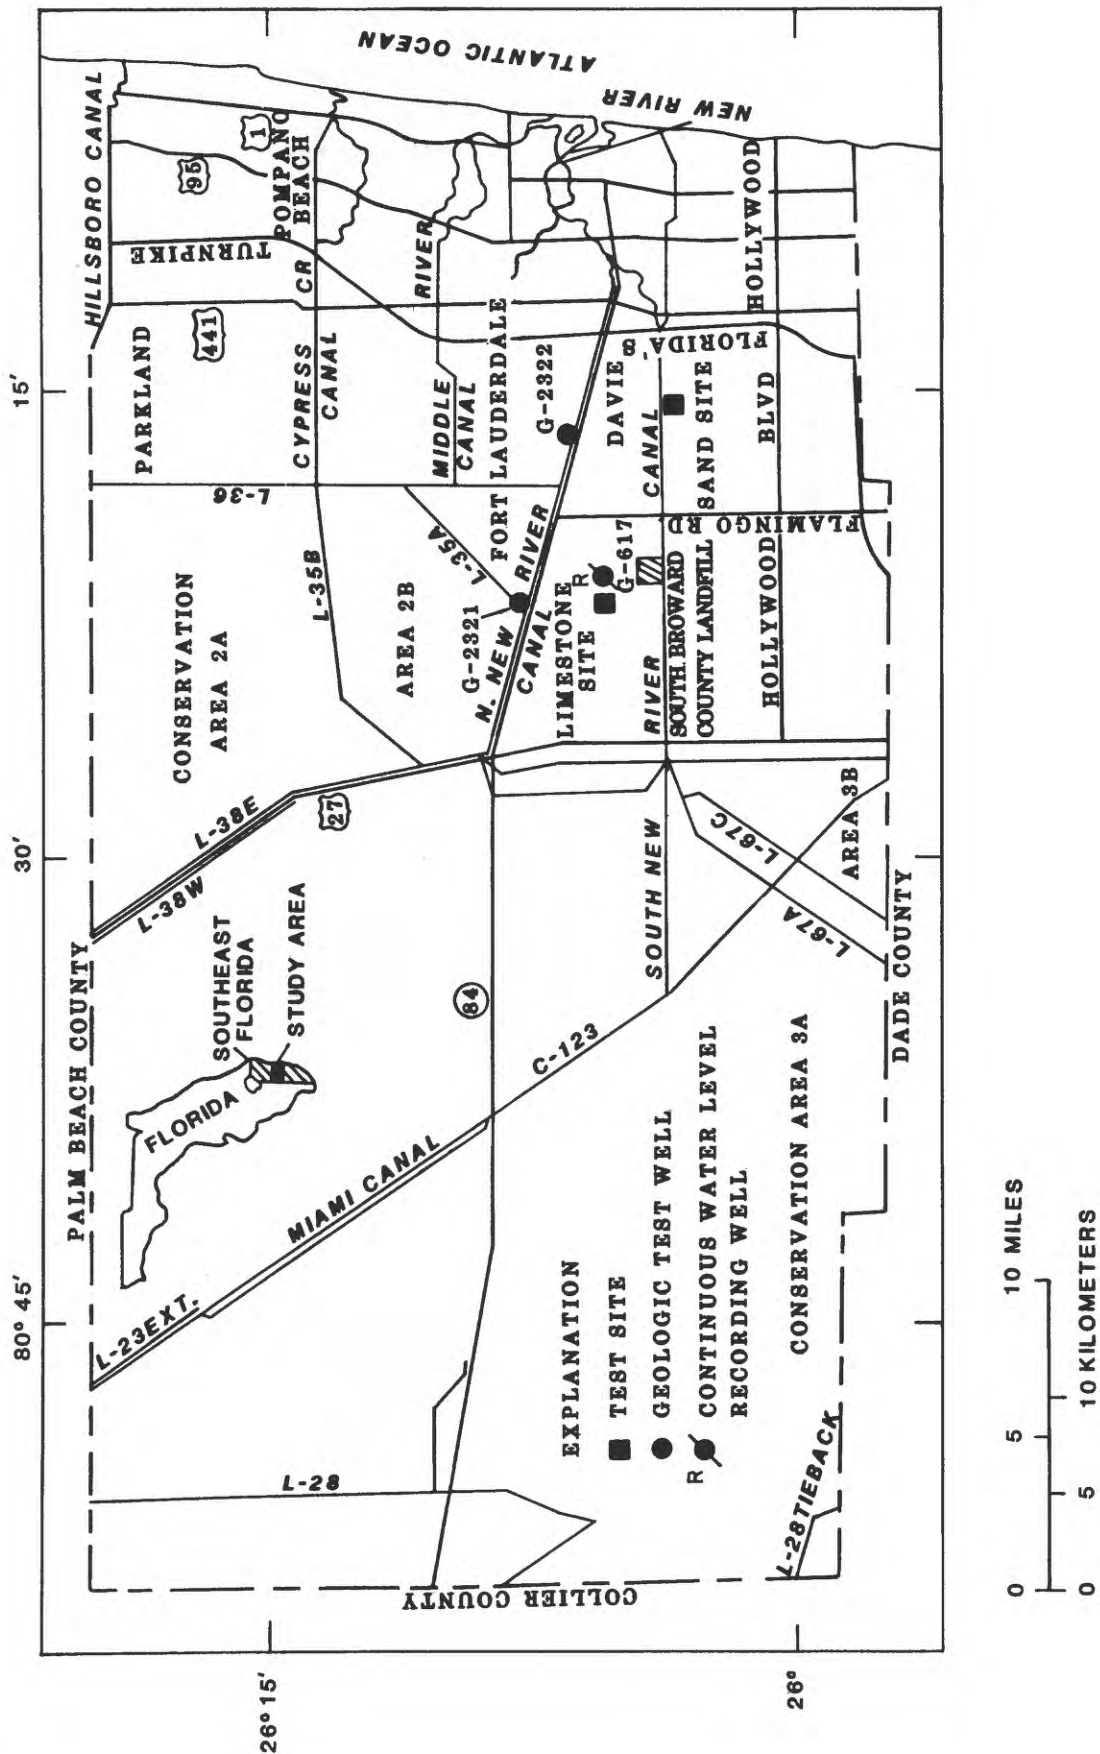 80° 45′
30′
15′
26° 15′
26°
PALM BEACH COUNTY
HILLSBORO CANAL
L-23EXT.
MIAMI CANAL
FLORIDA
SOUTHEAST
FLORIDA
STUDY AREA
L-38W
L-38E
27
CONSERVATION
AREA 2A
L-36
PARKLAND
441
TURNPIKE
95
1
POMPANO
BEACH
ATLANTIC OCEAN
L-28
L-35B
CYPRESS CR
CANAL
AREA 2B
L-35A
MIDDLE RIVER
CANAL
FORT LAUDERDALE
G-2321
G-2322
N. NEW RIVER
CANAL
NEW RIVER
84
C-123
LIMESTONE
SITE
R
G-617
DAVIE
FLORIDA'S
SOUTH NEW RIVER CANAL
SOUTH BROWARD
COUNTY LANDFILL
SAND SITE
FLAMINGO RD
HOLLYWOOD BLVD
HOLLYWOOD
L-67A
L-67C
AREA 3B
CONSERVATION AREA 3A
L-28TIEBACK
COLLIER COUNTY
DADE COUNTY
EXPLANATION
TEST SITE
GEOLOGIC TEST WELL
R
CONTINUOUS WATER LEVEL
RECORDING WELL
0 5 10 MILES
0 5 10 KILOMETERS